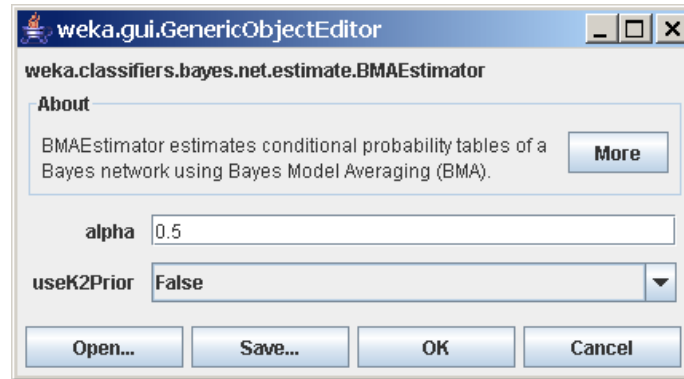 weka.gui.GenericObjectEditor
weka.classifiers.bayes.net.estimate.BMAEstimator
About
BMAEstimator estimates conditional probability tables of a
Bayes network using Bayes Model Averaging (BMA).
More
alpha 0.5
useK2Prior False
Open... Save... OK Cancel